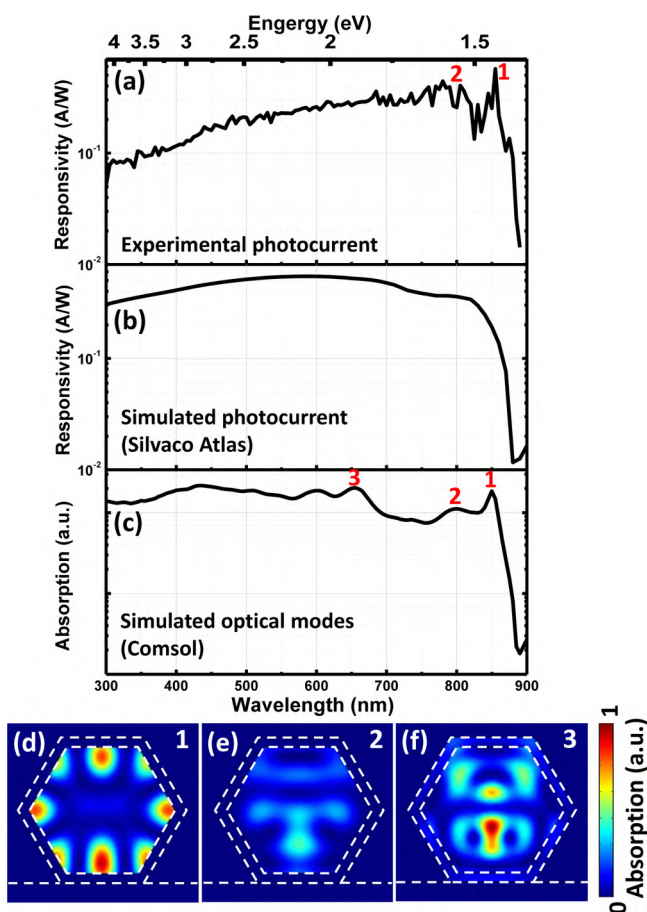 Engergy (eV)
4 3.5 3 2.5 2 1.5
(a)
2 1
Responsivity (A/W)
10-1
Experimental photocurrent
10-2
(b)
Responsivity (A/W)
10-1
Simulated photocurrent
(Silvaco Atlas)
10-2
(c)
3 2 1
Absorption (a.u.)
Simulated optical modes
(Comsol)
300 400 500 600 700 800 900
Wavelength (nm)
(d) 1
(e) 2
(f) 3
1
Absorption (a.u.)
0